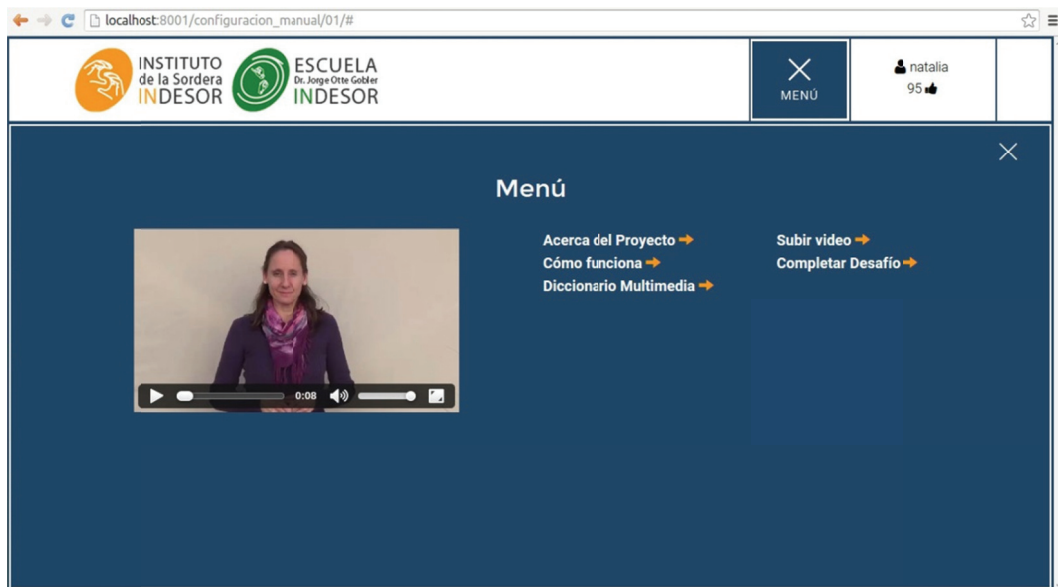 localhost:8001/configuracion_manual/01/#
INSTITUTO
de la Sordera
INDESOR
ESCUELA
Dr. Jorge Otte Gobler
INDESOR
MENÚ
natalia
95
Menú
Acerca del Proyecto
Cómo funciona
Diccionario Multimedia
Subir video
Completar Desafío
0:08